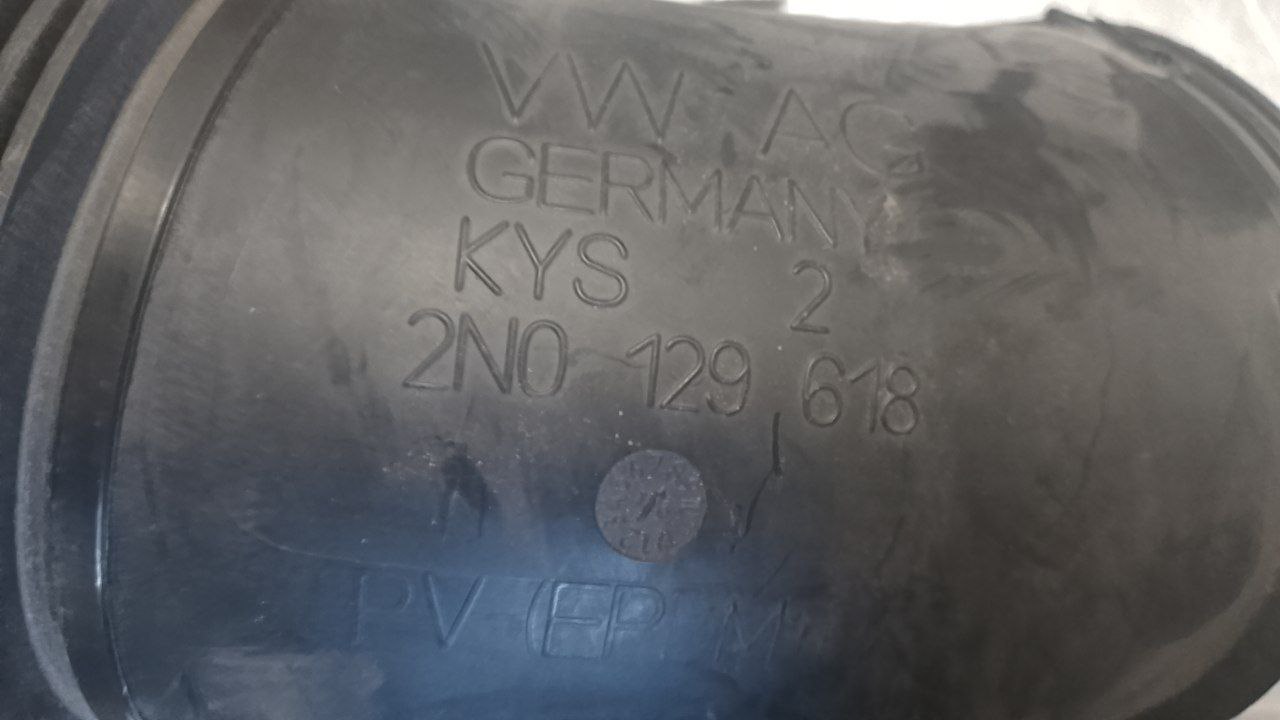 VW AG
GERMANY
KYS 2
2N0 129 618